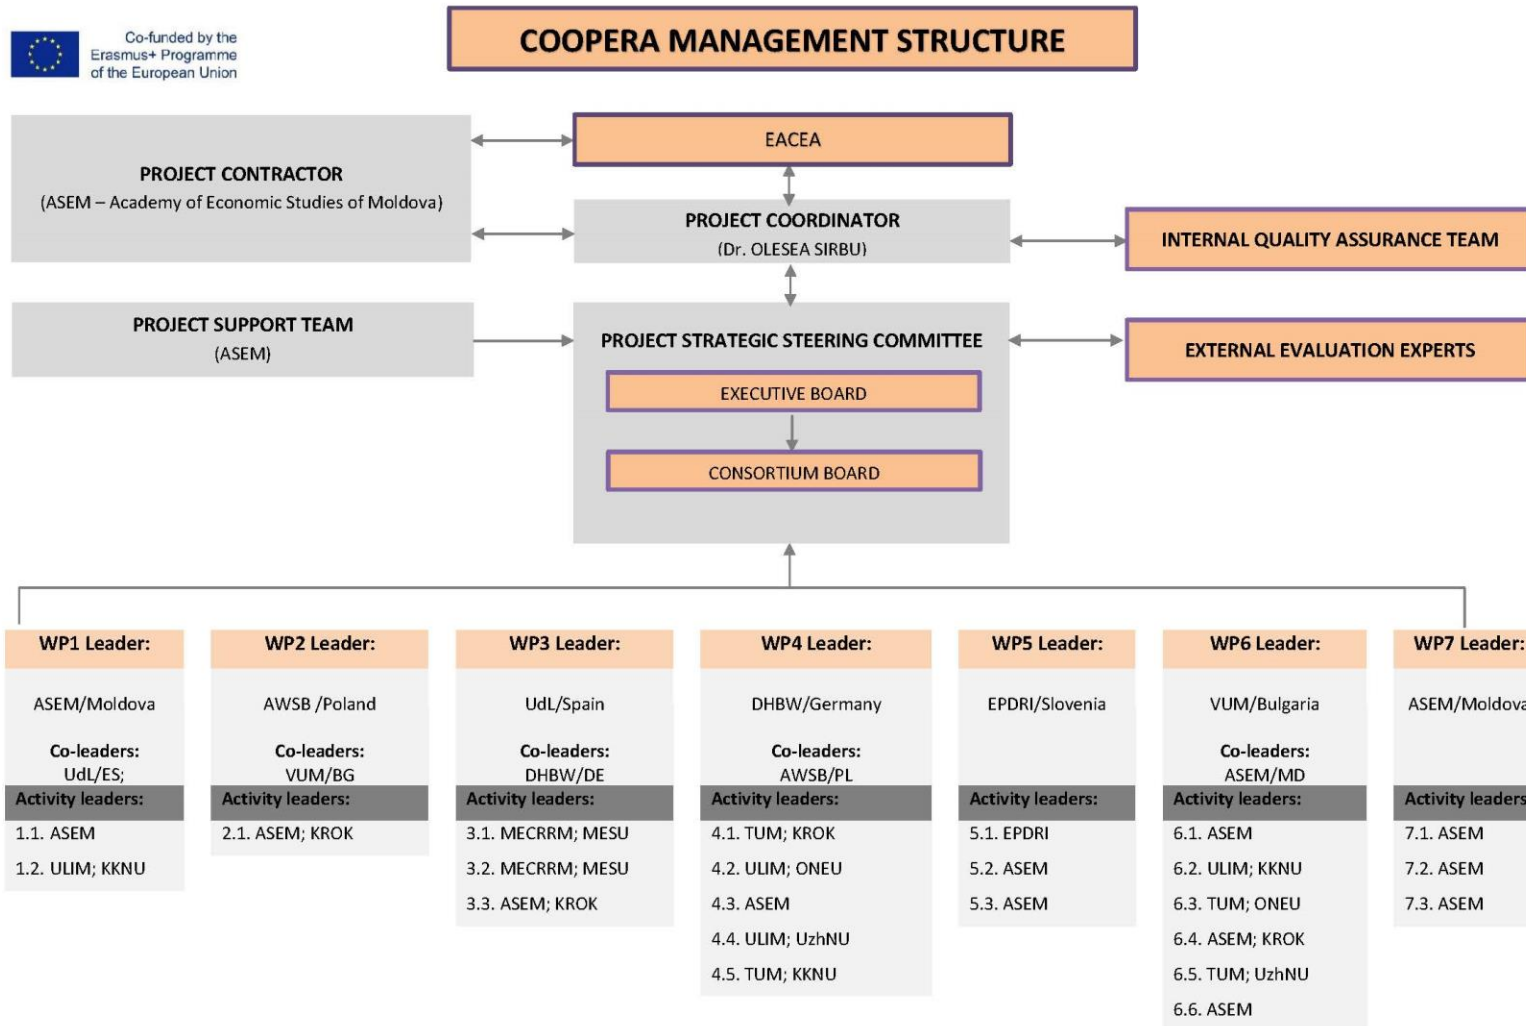 Co-funded by the
Erasmus+ Programme
of the European Union
COOPERA MANAGEMENT STRUCTURE
PROJECT CONTRACTOR
(ASEM – Academy of Economic Studies of Moldova)
EACEA
PROJECT COORDINATOR
(Dr. OLESEA SIRBU)
INTERNAL QUALITY ASSURANCE TEAM
PROJECT SUPPORT TEAM
(ASEM)
PROJECT STRATEGIC STEERING COMMITTEE
EXECUTIVE BOARD
CONSORTIUM BOARD
EXTERNAL EVALUATION EXPERTS
WP1 Leader:
ASEM/Moldova
Co-leaders:
UdL/ES;
Activity leaders:
1.1. ASEM
1.2. ULIM; KKNU
WP2 Leader:
AWSB /Poland
Co-leaders:
VUM/BG
Activity leaders:
2.1. ASEM; KROK
WP3 Leader:
UdL/Spain
Co-leaders:
DHBW/DE
Activity leaders:
3.1. MECRRM; MESU
3.2. MECRRM; MESU
3.3. ASEM; KROK
WP4 Leader:
DHBW/Germany
Co-leaders:
AWSB/PL
Activity leaders:
4.1. TUM; KROK
4.2. ULIM; ONEU
4.3. ASEM
4.4. ULIM; UzhNU
4.5. TUM; KKNU
WP5 Leader:
EPDRI/Slovenia
Activity leaders:
5.1. EPDRI
5.2. ASEM
5.3. ASEM
WP6 Leader:
VUM/Bulgaria
Co-leaders:
ASEM/MD
Activity leaders:
6.1. ASEM
6.2. ULIM; KKNU
6.3. TUM; ONEU
6.4. ASEM; KROK
6.5. TUM; UzhNU
6.6. ASEM
WP7 Leader:
ASEM/Moldova
Activity leaders
7.1. ASEM
7.2. ASEM
7.3. ASEM